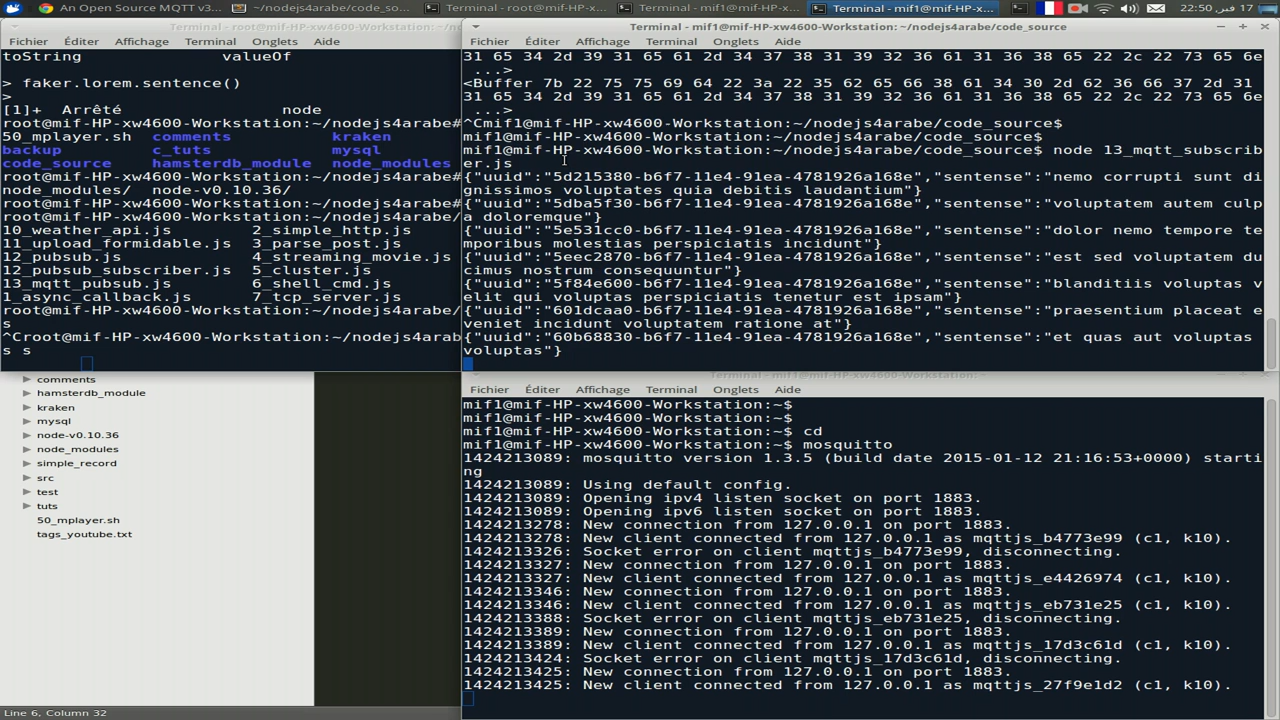 An Open Source MQTT v3...
~/nodejs4arabe/code_so...
Terminal - root@mif-HP-x...
Terminal - mif1@mif-HP-x...
Terminal - mif1@mif-HP-x...
22:50 ‎فبر 17
Terminal - root@mif-HP-xw4600-Workstation: ~/nodejs4arabe
Fichier Éditer Affichage Terminal Onglets Aide
toString valueOf
> faker.lorem.sentence()
>
[1]+ Arrêté node
root@mif-HP-xw4600-Workstation:~/nodejs4arabe#
50_mplayer.sh comments kraken
backup c_tuts mysql
code_source hamsterdb_module node_modules
root@mif-HP-xw4600-Workstation:~/nodejs4arabe#
node_modules/ node-v0.10.36/
root@mif-HP-xw4600-Workstation:~/nodejs4arabe#
root@mif-HP-xw4600-Workstation:~/nodejs4arabe/
10_weather_api.js 2_simple_http.js
11_upload_formidable.js 3_parse_post.js
12_pubsub.js 4_streaming_movie.js
12_pubsub_subscriber.js 5_cluster.js
13_mqtt_pubsub.js 6_shell_cmd.js
1_async_callback.js 7_tcp_server.js
root@mif-HP-xw4600-Workstation:~/nodejs4arabe/
s
^Croot@mif-HP-xw4600-Workstation:~/nodejs4arab
s s
comments
hamsterdb_module
kraken
mysql
node-v0.10.36
node_modules
simple_record
src
test
tuts
50_mplayer.sh
tags_youtube.txt
Line 6, Column 32
Terminal - mif1@mif-HP-xw4600-Workstation: ~/nodejs4arabe/code_source
Fichier Éditer Affichage Terminal Onglets Aide
31 65 34 2d 39 31 65 61 2d 34 37 38 31 39 32 36 61 31 36 38 65 22 2c 22 73 65 6e
...>
<Buffer 7b 22 75 75 69 64 22 3a 22 35 62 65 66 38 61 34 30 2d 62 36 66 37 2d 31
31 65 34 2d 39 31 65 61 2d 34 37 38 31 39 32 36 61 31 36 38 65 22 2c 22 73 65 6e
...>
^Cmif1@mif-HP-xw4600-Workstation:~/nodejs4arabe/code_source$
mif1@mif-HP-xw4600-Workstation:~/nodejs4arabe/code_source$
mif1@mif-HP-xw4600-Workstation:~/nodejs4arabe/code_source$ node 13_mqtt_subscrib
er.js
{"uuid":"5d215380-b6f7-11e4-91ea-4781926a168e","sentense":"nemo corrupti sunt di
gnissimos voluptates quia debitis laudantium"}
{"uuid":"5dba5f30-b6f7-11e4-91ea-4781926a168e","sentense":"voluptatem autem culp
a doloremque"}
{"uuid":"5e531cc0-b6f7-11e4-91ea-4781926a168e","sentense":"dolor nemo tempore te
mporibus molestias perspiciatis incidunt"}
{"uuid":"5eec2870-b6f7-11e4-91ea-4781926a168e","sentense":"est sed voluptatem du
cimus nostrum consequuntur"}
{"uuid":"5f84e600-b6f7-11e4-91ea-4781926a168e","sentense":"blanditiis voluptas v
elit qui voluptas perspiciatis tenetur est ipsam"}
{"uuid":"601dcaa0-b6f7-11e4-91ea-4781926a168e","sentense":"praesentium placeat e
eveniet incidunt voluptatem ratione at"}
{"uuid":"60b68830-b6f7-11e4-91ea-4781926a168e","sentense":"et quas aut voluptas
voluptas"}
Terminal - mif1@mif-HP-xw4600-Workstation: ~
Fichier Éditer Affichage Terminal Onglets Aide
mif1@mif-HP-xw4600-Workstation:~$
mif1@mif-HP-xw4600-Workstation:~$
mif1@mif-HP-xw4600-Workstation:~$ cd
mif1@mif-HP-xw4600-Workstation:~$ mosquitto
1424213089: mosquitto version 1.3.5 (build date 2015-01-12 21:16:53+0000) starti
ng
1424213089: Using default config.
1424213089: Opening ipv4 listen socket on port 1883.
1424213089: Opening ipv6 listen socket on port 1883.
1424213278: New connection from 127.0.0.1 on port 1883.
1424213278: New client connected from 127.0.0.1 as mqttjs_b4773e99 (c1, k10).
1424213326: Socket error on client mqttjs_b4773e99, disconnecting.
1424213327: New connection from 127.0.0.1 on port 1883.
1424213327: New client connected from 127.0.0.1 as mqttjs_e4426974 (c1, k10).
1424213346: New connection from 127.0.0.1 on port 1883.
1424213346: New client connected from 127.0.0.1 as mqttjs_eb731e25 (c1, k10).
1424213388: Socket error on client mqttjs_eb731e25, disconnecting.
1424213389: New connection from 127.0.0.1 on port 1883.
1424213389: New client connected from 127.0.0.1 as mqttjs_17d3c61d (c1, k10).
1424213424: Socket error on client mqttjs_17d3c61d, disconnecting.
1424213425: New connection from 127.0.0.1 on port 1883.
1424213425: New client connected from 127.0.0.1 as mqttjs_27f9e1d2 (c1, k10).